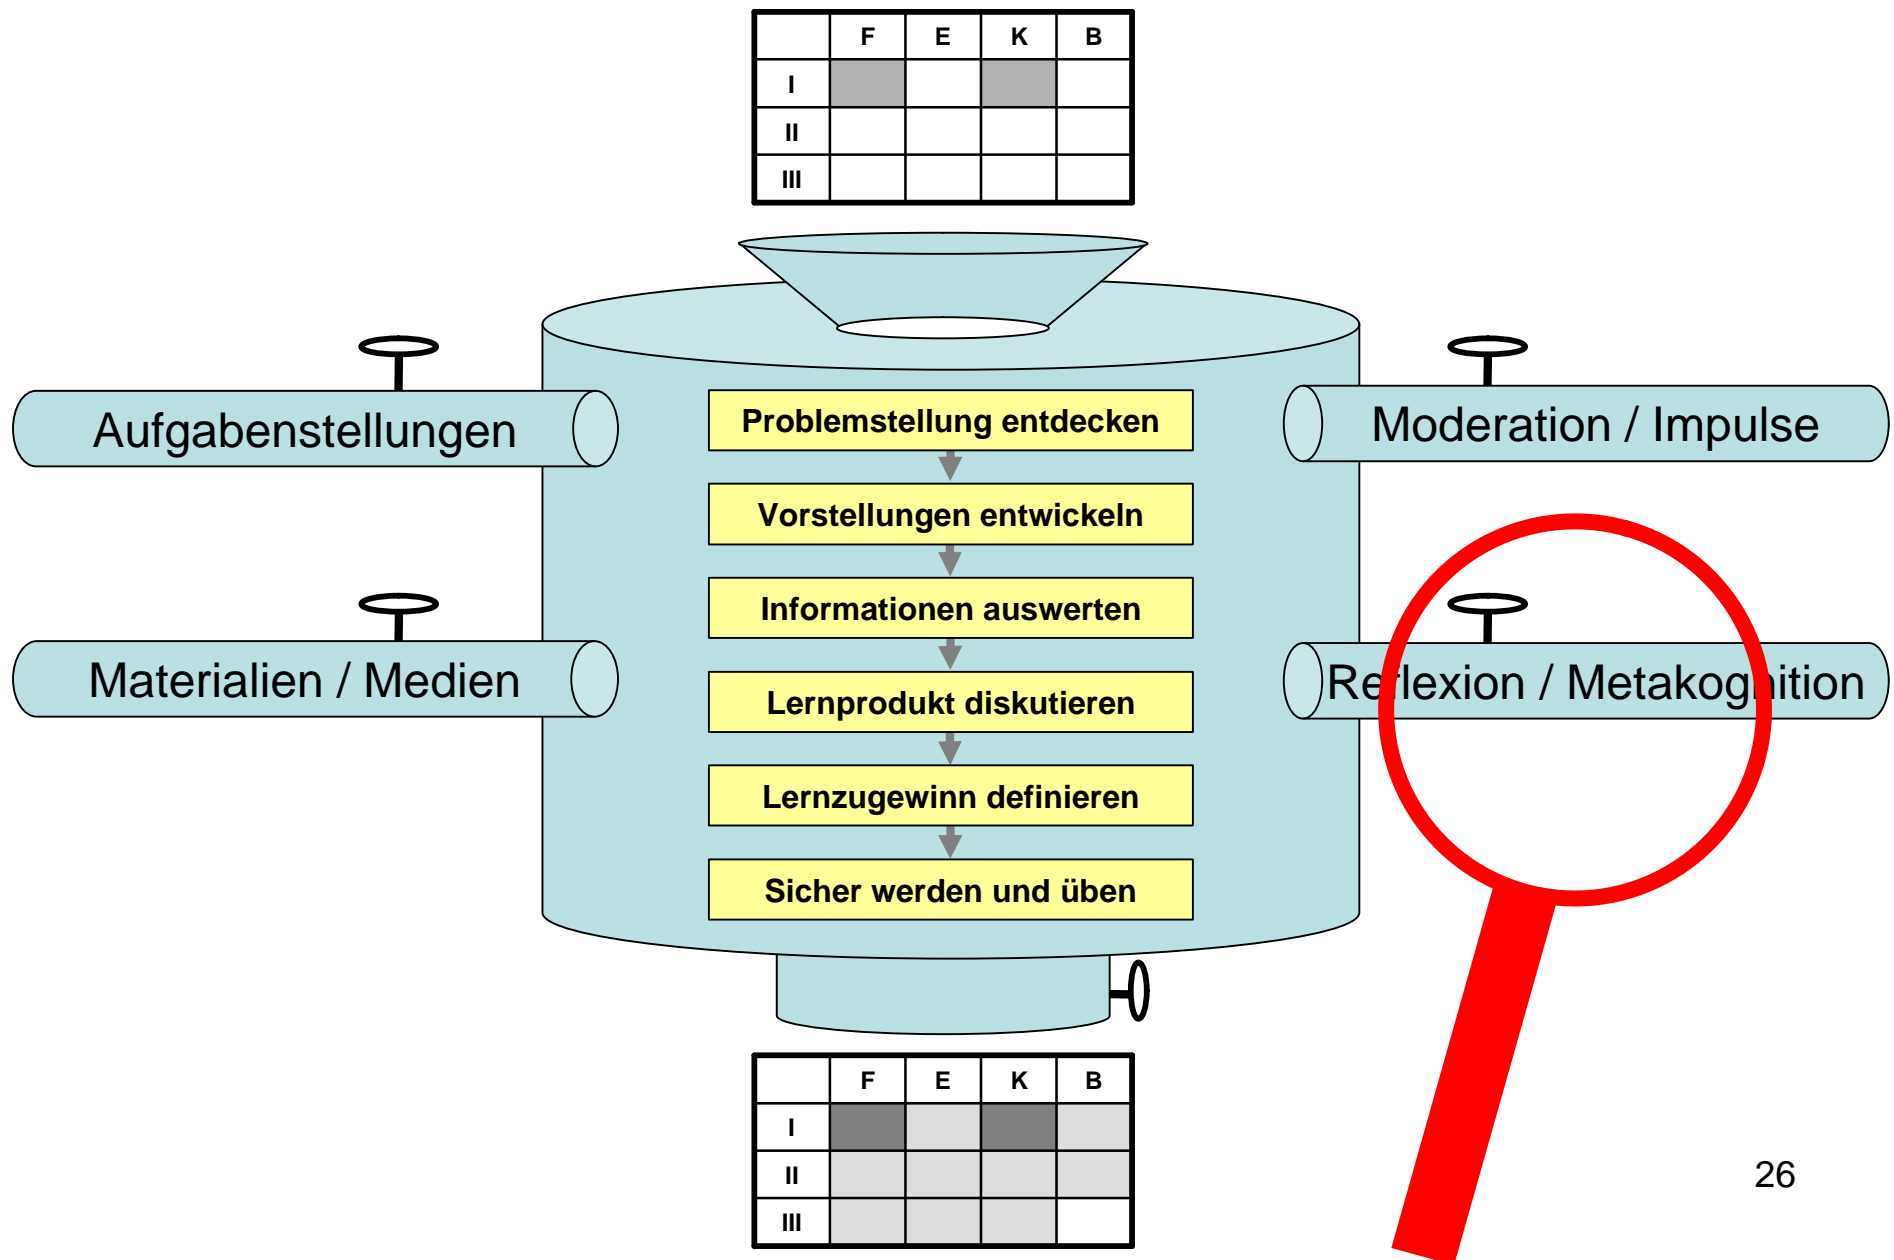 F E K B
I
II
III
Aufgabenstellungen
Problemstellung entdecken
Moderation / Impulse
Vorstellungen entwickeln
Informationen auswerten
Materialien / Medien
Lernprodukt diskutieren
Reflexion / Metakognition
Lernzugewinn definieren
Sicher werden und üben
F E K B
I
II
III
26